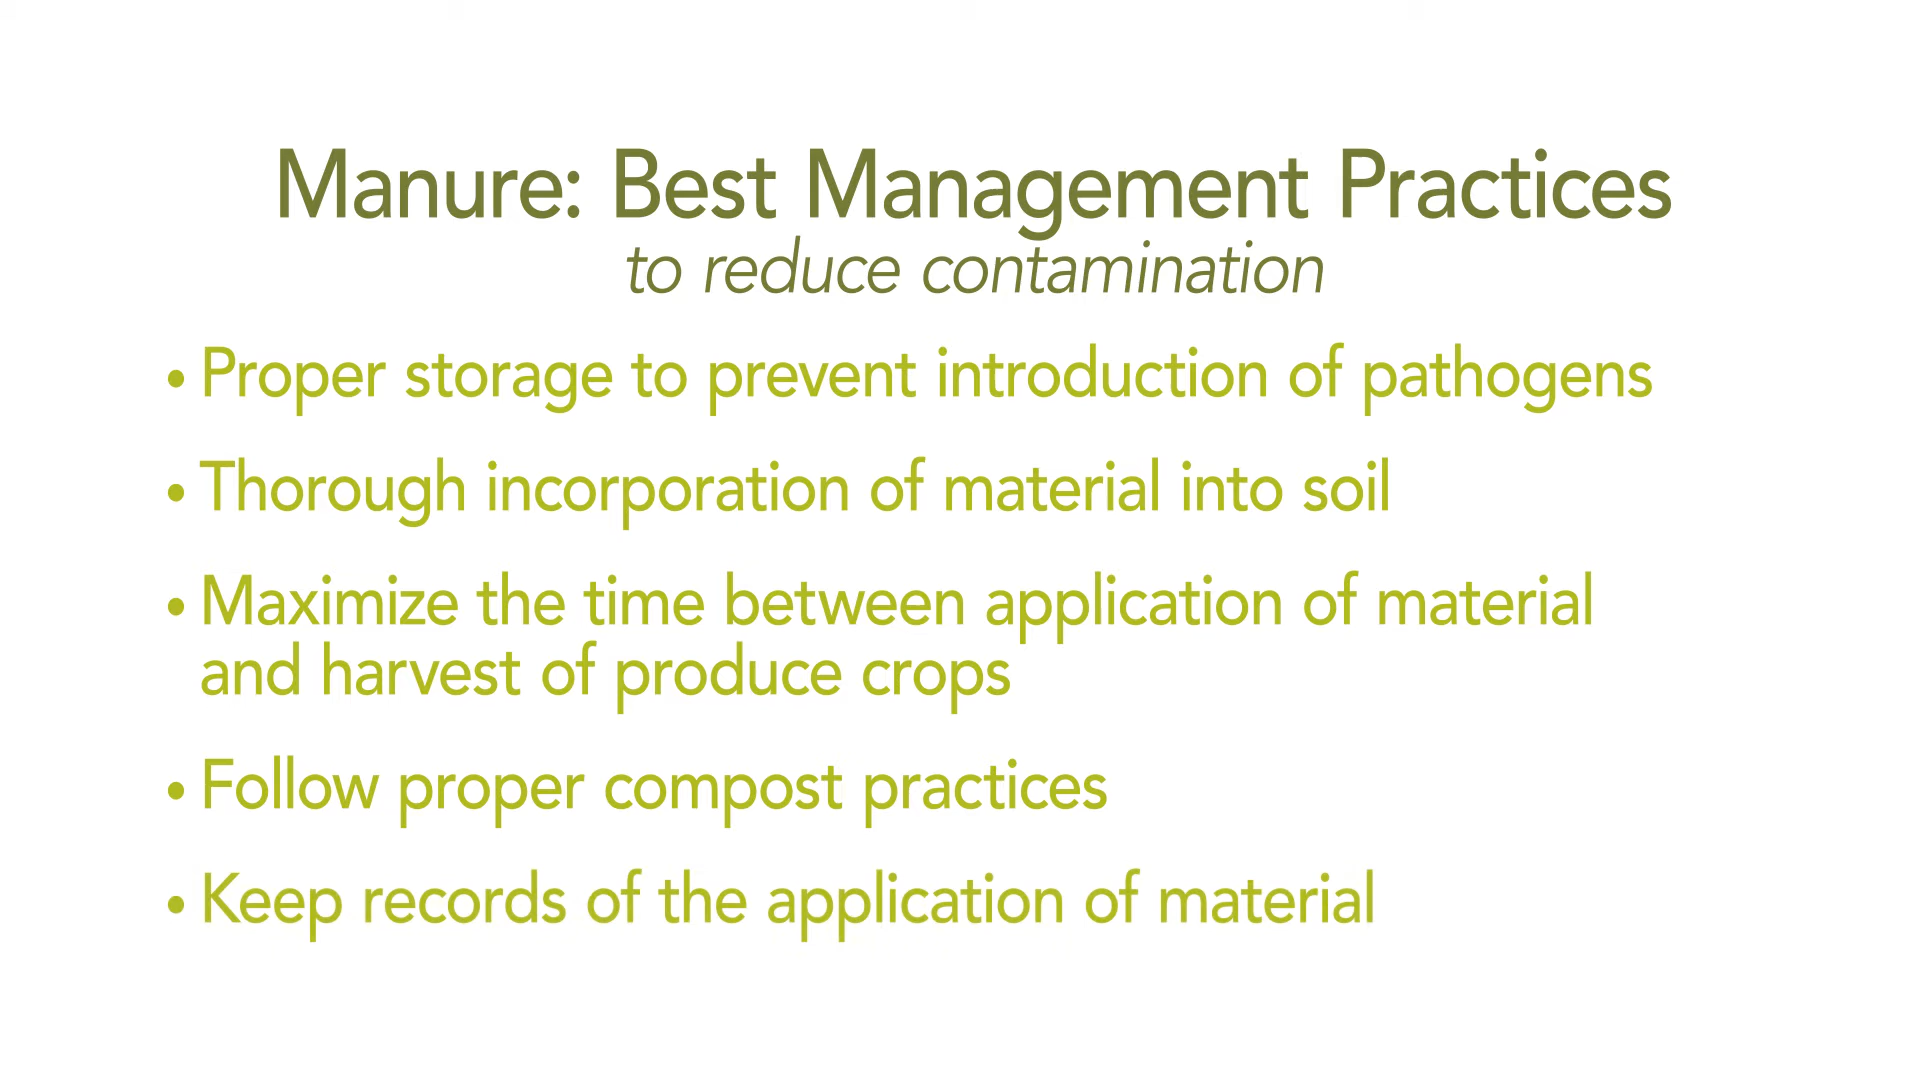 Manure: Best Management Practices
to reduce contamination
• Proper storage to prevent introduction of pathogens
• Thorough incorporation of material into soil
• Maximize the time between application of material
and harvest of produce crops
• Follow proper compost practices
• Keep records of the application of material